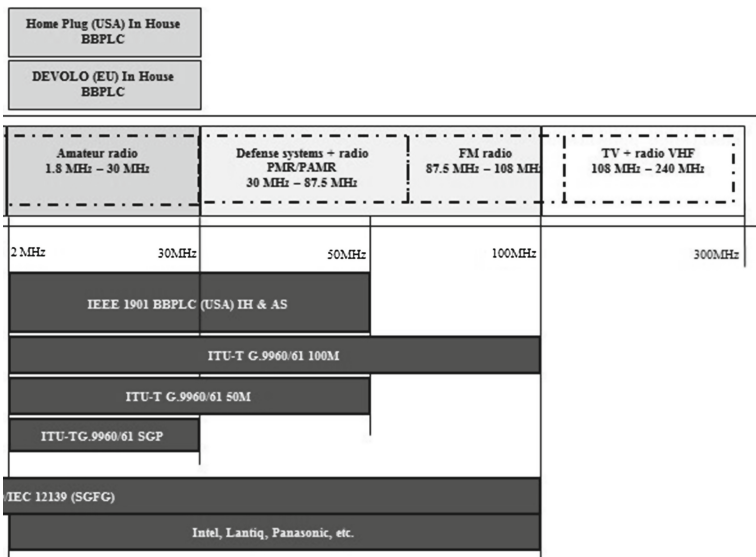 Home Plug (USA) In House
BBPLC
DEVOLO (EU) In House
BBPLC
Amateur radio
1.8 MHz – 30 MHz
Defense systems + radio
PMR/PAMR
30 MHz – 87.5 MHz
FM radio
87.5 MHz – 108 MHz
TV + radio VHF
108 MHz – 240 MHz
2 MHz
30MHz
50MHz
100MHz
300MHz
IEEE 1901 BBPLC (USA) IH & AS
ITU-T G.9960/61 100M
ITU-T G.9960/61 50M
ITU-TG.9960/61 SGP
/IEC 12139 (SGFG)
Intel, Lantiq, Panasonic, etc.